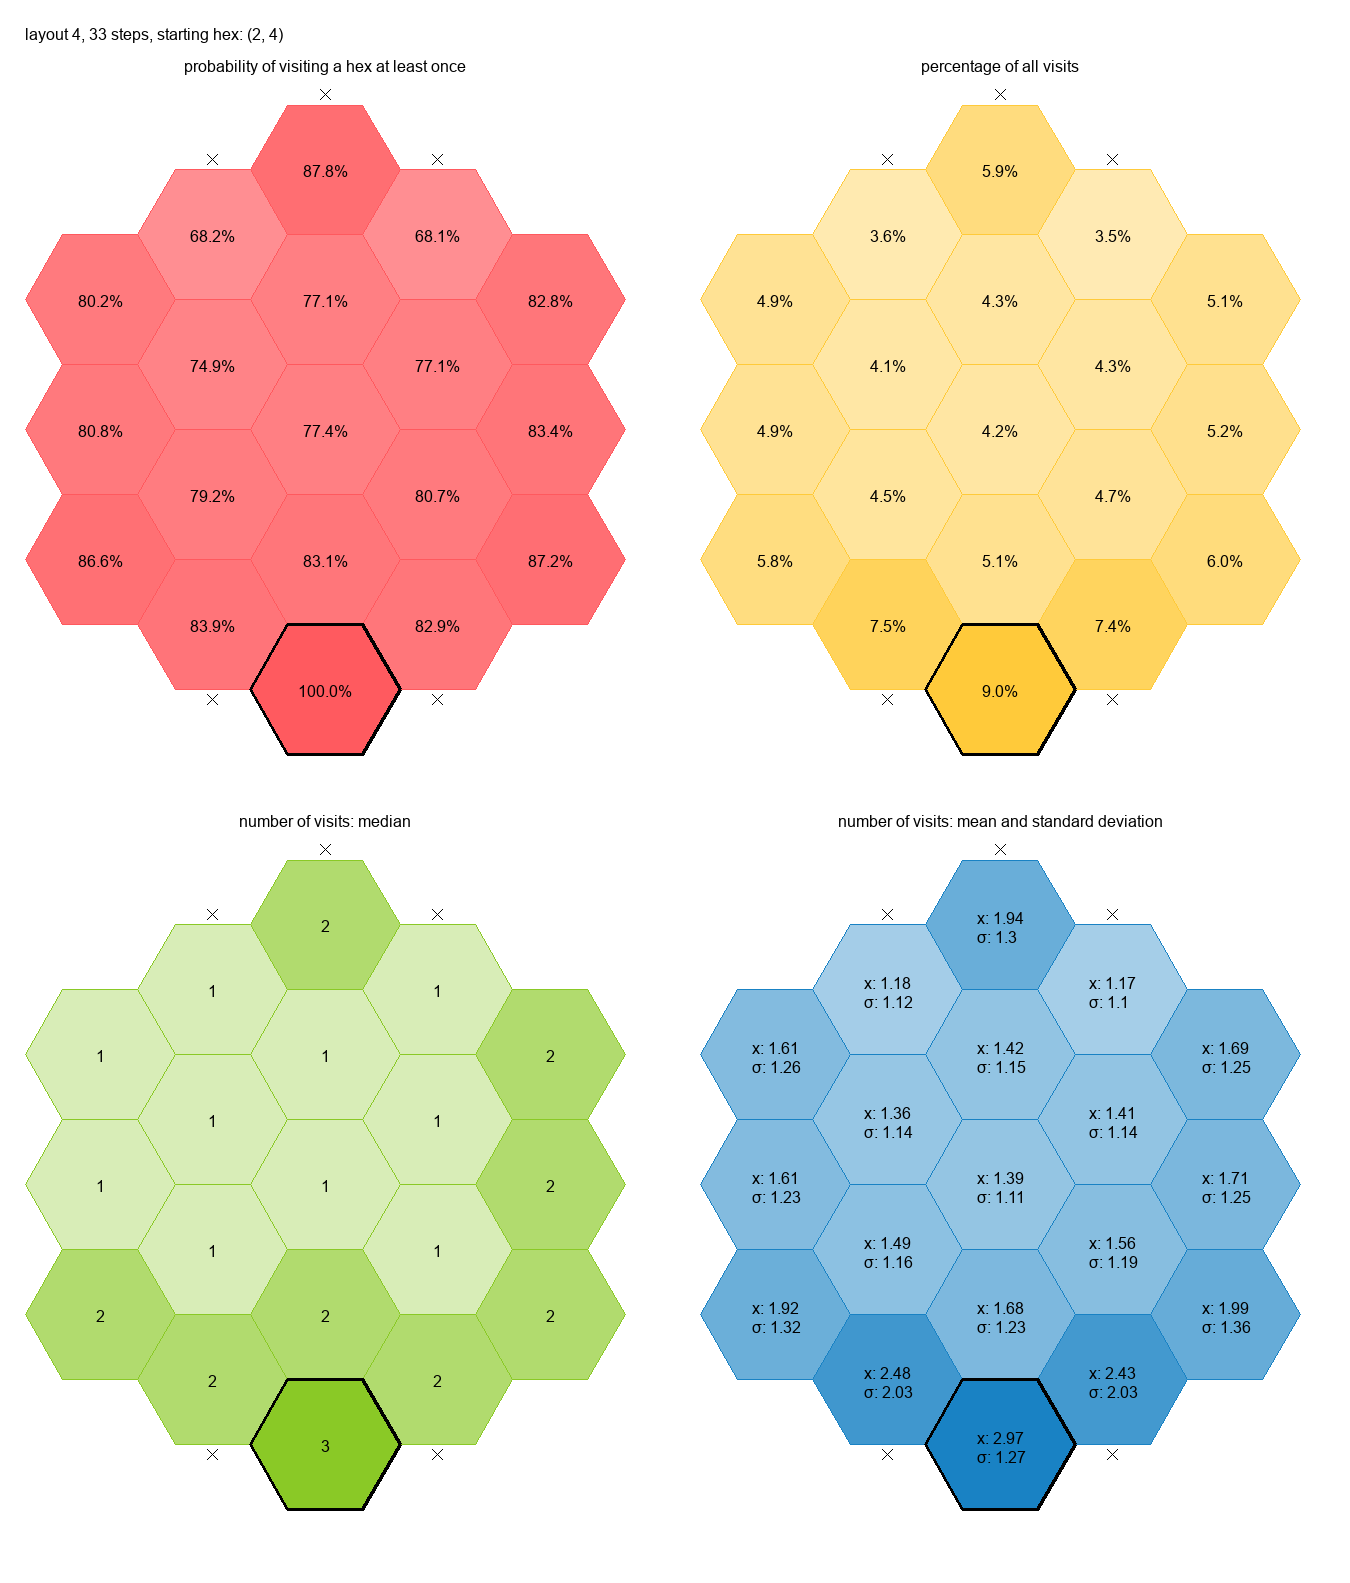 layout 4, 33 steps, starting hex: (2, 4)
probability of visiting a hex at least once
87.8%
68.2% 68.1%
80.2% 77.1% 82.8%
74.9% 77.1%
80.8% 77.4% 83.4%
79.2% 80.7%
86.6% 83.1% 87.2%
83.9% 82.9%
100.0%
percentage of all visits
5.9%
3.6% 3.5%
4.9% 4.3% 5.1%
4.1% 4.3%
4.9% 4.2% 5.2%
4.5% 4.7%
5.8% 5.1% 6.0%
7.5% 7.4%
9.0%
number of visits: median
2
1 1
1 1 2
1 1
1 1 2
1 1
2 2 2
2 2
3
number of visits: mean and standard deviation
x: 1.94
σ: 1.3
x: 1.18 x: 1.17
σ: 1.12 σ: 1.1
x: 1.61 x: 1.42 x: 1.69
σ: 1.26 σ: 1.15 σ: 1.25
x: 1.36 x: 1.41
σ: 1.14 σ: 1.14
x: 1.61 x: 1.39 x: 1.71
σ: 1.23 σ: 1.11 σ: 1.25
x: 1.49 x: 1.56
σ: 1.16 σ: 1.19
x: 1.92 x: 1.68 x: 1.99
σ: 1.32 σ: 1.23 σ: 1.36
x: 2.48 x: 2.43
σ: 2.03 σ: 2.03
x: 2.97
σ: 1.27